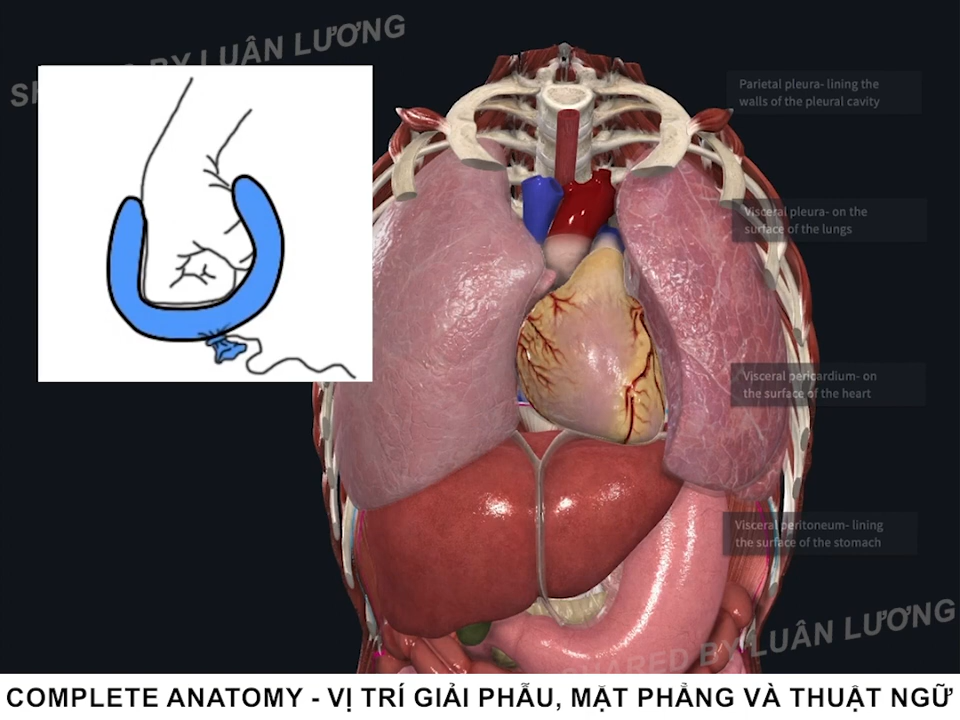 SHARED BY LUÂN LƯƠNG
Parietal pleura- lining the
walls of the pleural cavity
Visceral pleura- on the
surface of the lungs
Visceral pericardium- on
the surface of the heart
Visceral peritoneum- lining
the surface of the stomach
SHARED BY LUÂN LƯƠNG
COMPLETE ANATOMY - VỊ TRÍ GIẢI PHẪU, MẶT PHẲNG VÀ THUẬT NGỮ